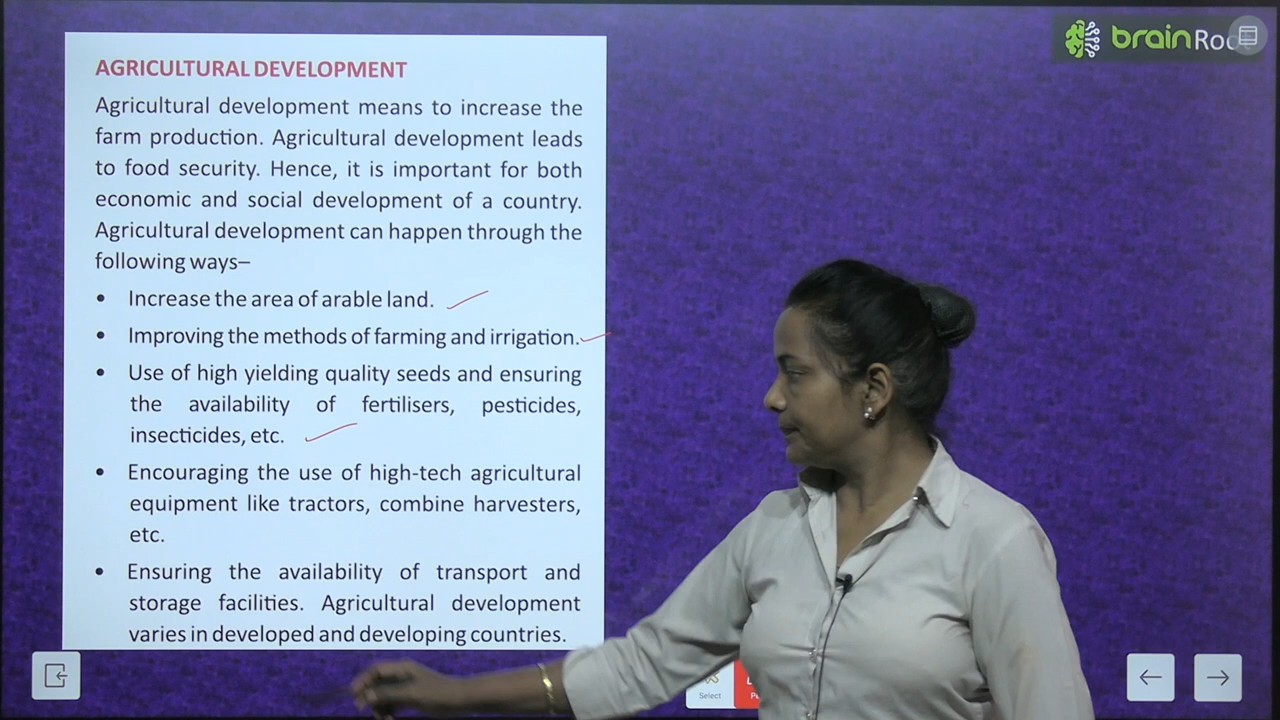 brainRo
AGRICULTURAL DEVELOPMENT
Agricultural development means to increase the
farm production. Agricultural development leads
to food security. Hence, it is important for both
economic and social development of a country.
Agricultural development can happen through the
following ways–
• Increase the area of arable land.
• Improving the methods of farming and irrigation.
• Use of high yielding quality seeds and ensuring
the availability of fertilisers, pesticides,
insecticides, etc.
• Encouraging the use of high-tech agricultural
equipment like tractors, combine harvesters,
etc.
• Ensuring the availability of transport and
storage facilities. Agricultural development
varies in developed and developing countries.
Select